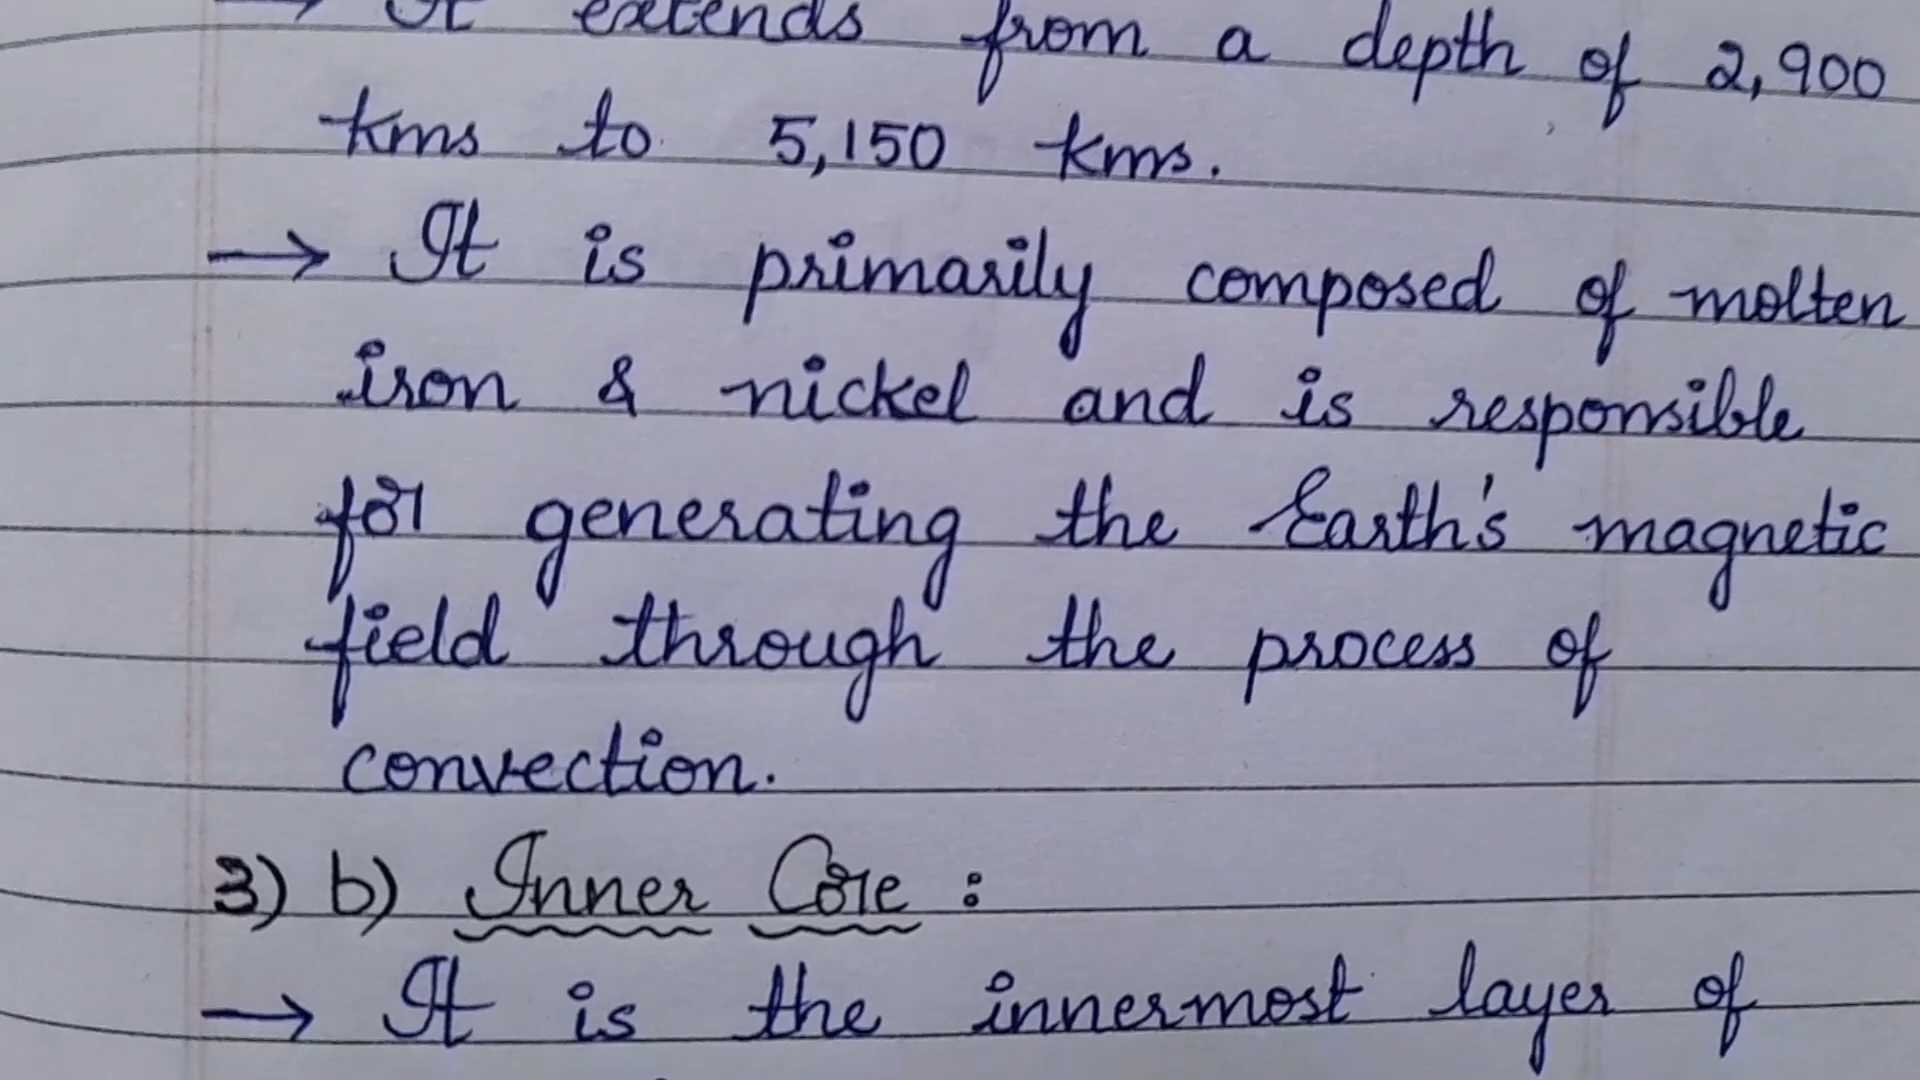 → It extends from a depth of 2,900
kms to 5,150 kms.
→ It is primarily composed of molten
iron & nickel and is responsible
for generating the Earth's magnetic
field through the process of
convection.
3) b) Inner Core :
→ It is the innermost layer of